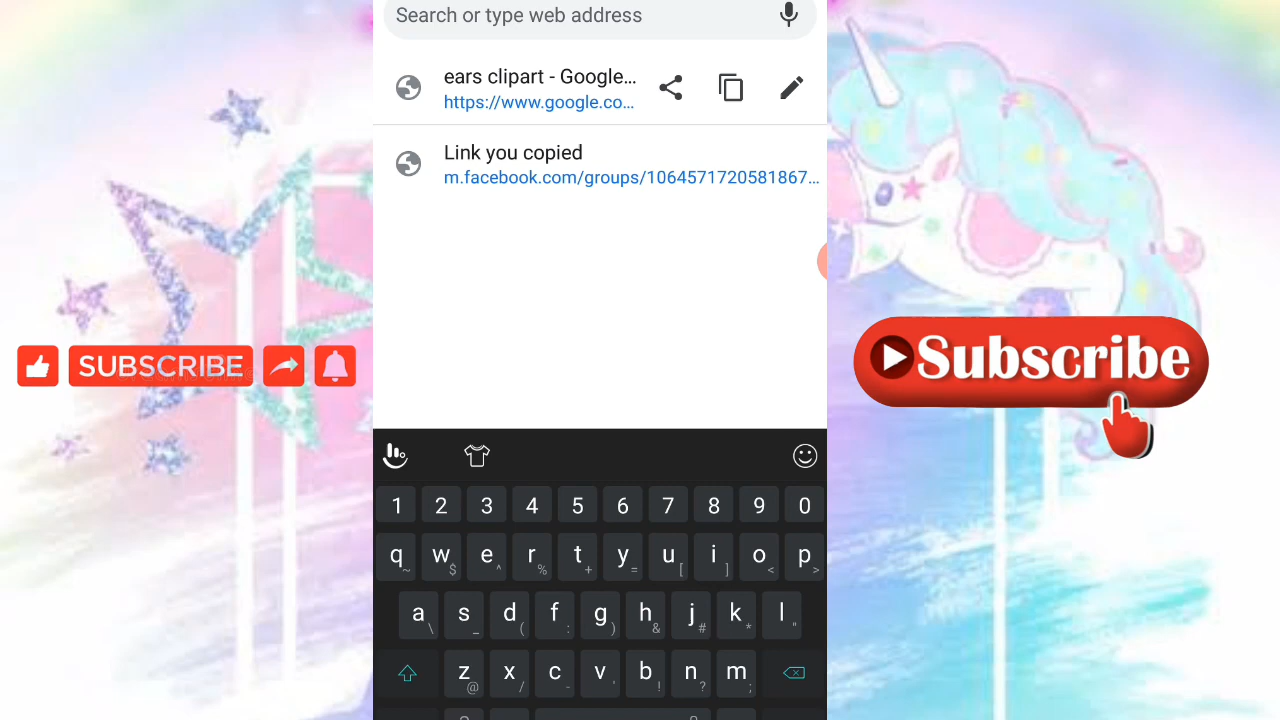 Search or type web address
ears clipart - Google...
https://www.google.co...
Link you copied
m.facebook.com/groups/1064571720581867...
SUBSCRIBE
Subscribe
1 2 3 4 5 6 7 8 9 0
q~ w$ e^ r% t+ y= u[ i] o< p>
a\ s_ d( f: g) h& j# k* l"
z@ x/ c- v' b! n? m;